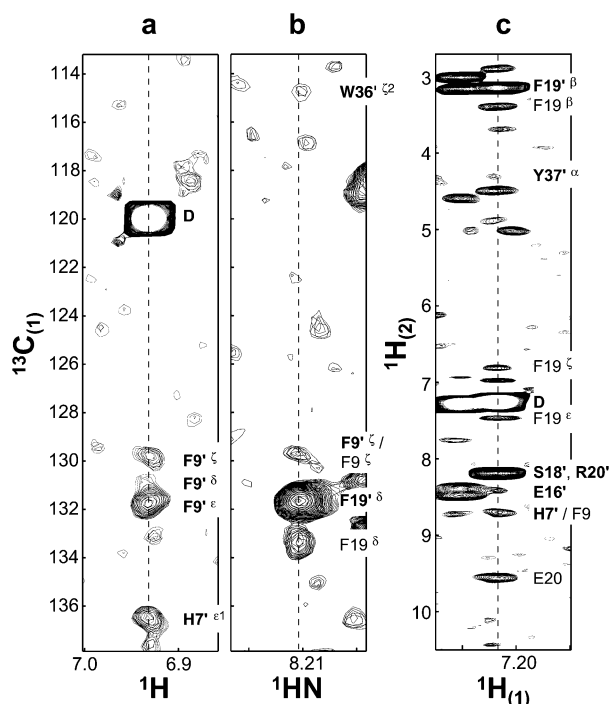 a
b
c
114
116
118
120
122
124
126
128
130
132
134
136
13C(1)
D
F9' ζ
F9' δ
F9' ε
H7' ε1
7.0
6.9
1H
W36' ζ2
F9' ζ /
F9 ζ
F19' δ
F19 δ
8.21
1HN
3
4
5
6
7
8
9
10
1H(2)
F19' β
F19 β
Y37' α
F19 ζ
D
F19 ε
S18', R20'
E16'
H7' / F9
E20
7.20
1H(1)